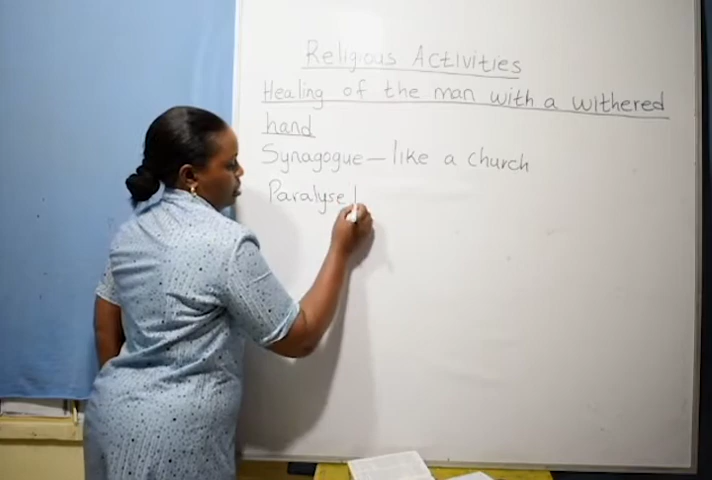 Religious Activities
Healing of the man with a withered
hand
Synagogue – like a church
Paralyse